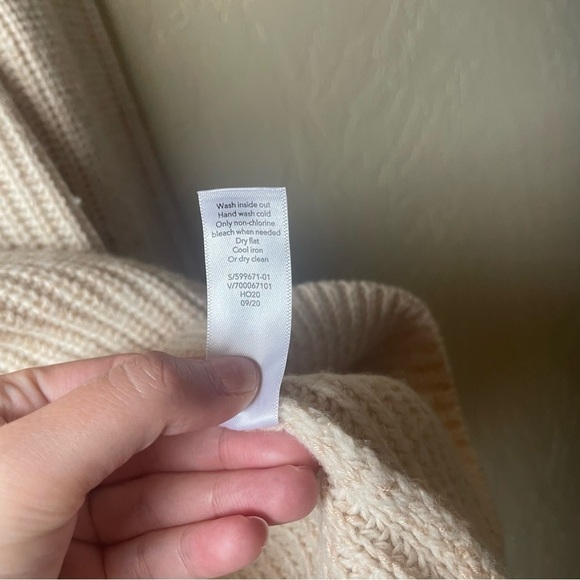 Wash inside out
Hand wash cold
Only non-chlorine
bleach when needed
Dry flat
Cool iron
Or dry clean
S/599671-01
V/700067101
HO20
09/20